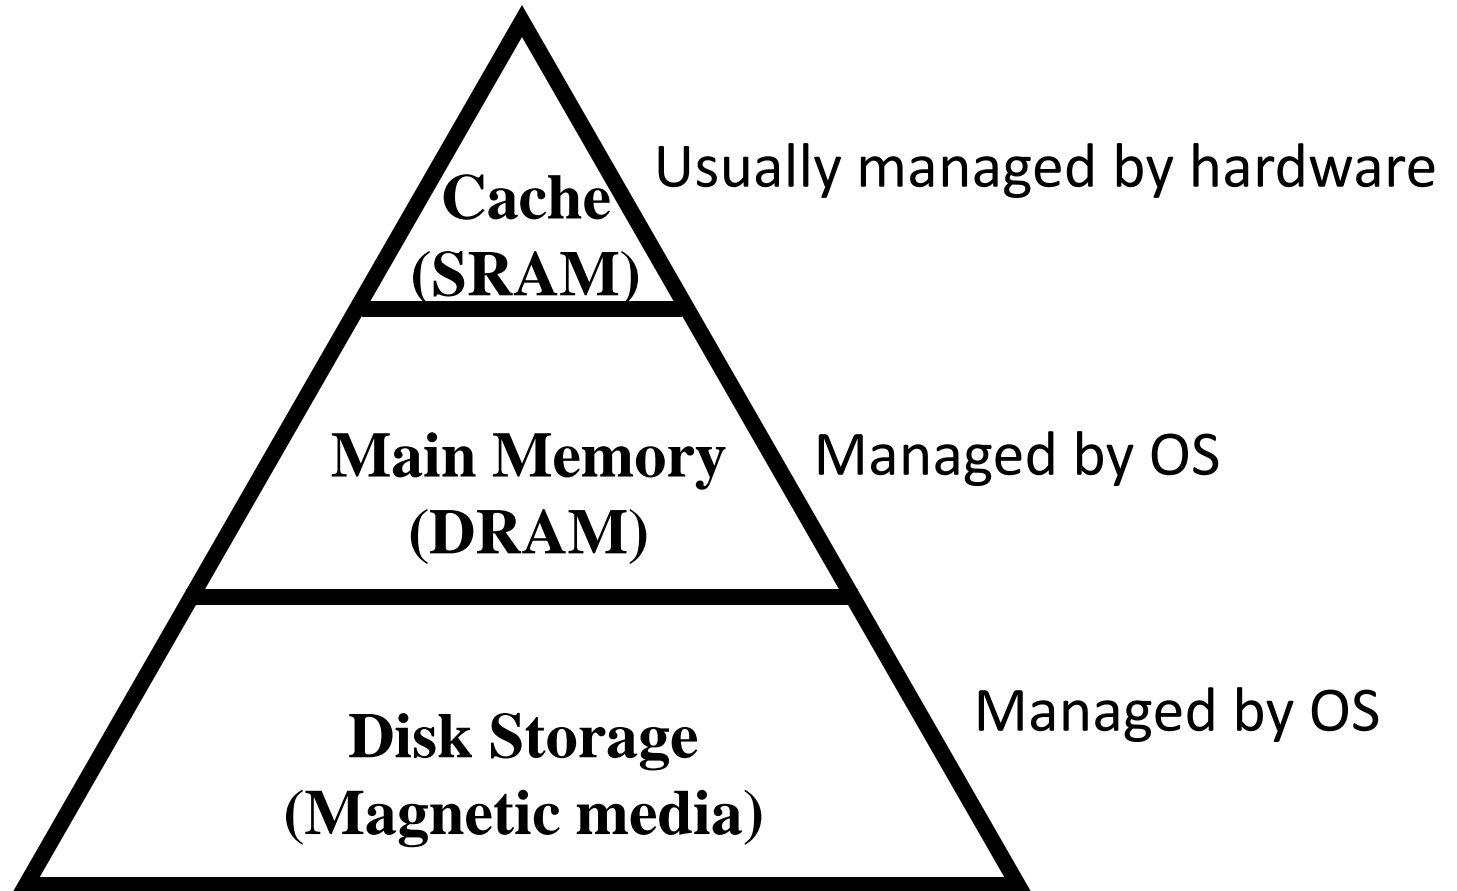 Usually managed by hardware
Cache
(SRAM)
Main Memory
(DRAM)
Managed by OS
Disk Storage
(Magnetic media)
Managed by OS